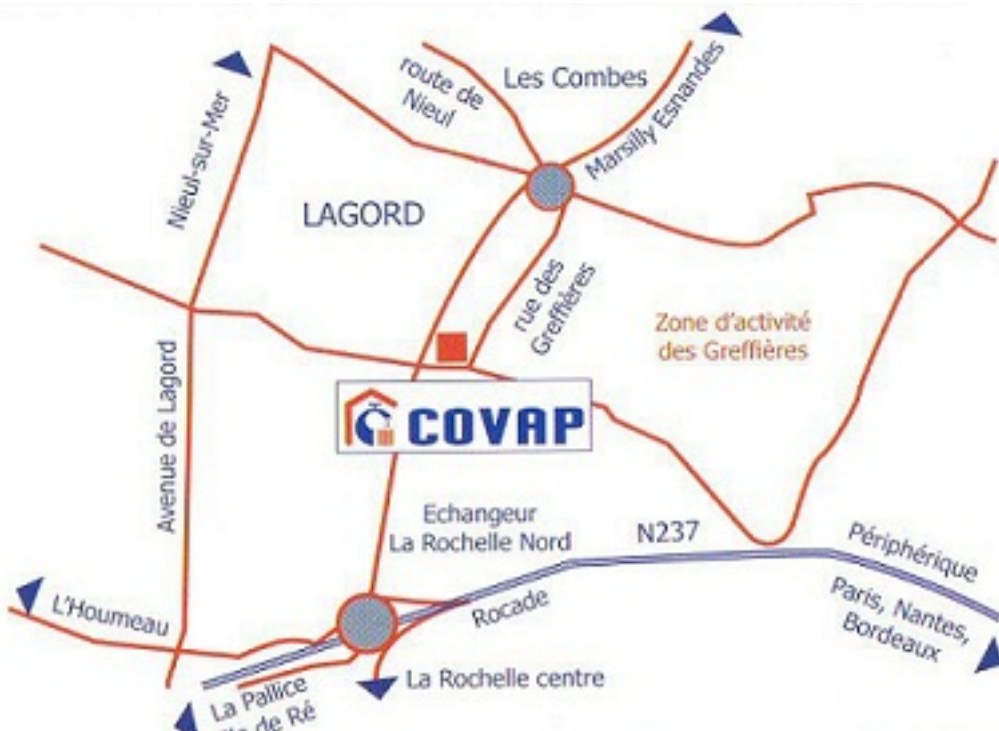 route de
Nieul
Les Combes
Marsilly Esnandes
Nieul-sur-Mer
LAGORD
rue des
Greffières
Zone d'activité
des Greffières
Avenue de Lagord
COVAP
Echangeur
La Rochelle Nord
N237
Périphérique
Paris, Nantes,
Bordeaux
L'Houmeau
Rocade
La Rochelle centre
La Pallice
de Ré